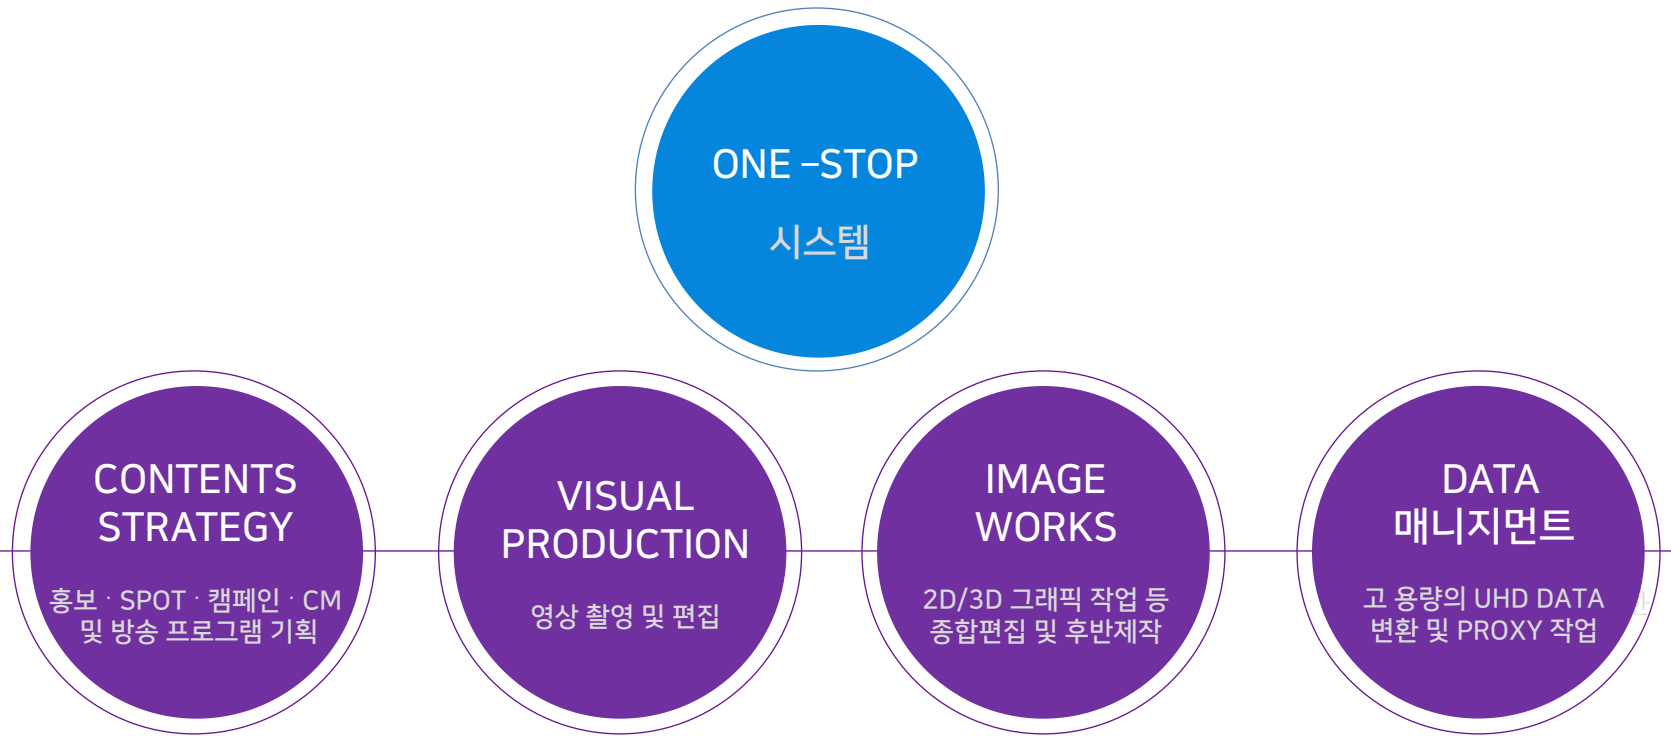 ONE –STOP
시스템
CONTENTS
STRATEGY
홍보 · SPOT · 캠페인 · CM
및 방송 프로그램 기획
VISUAL
PRODUCTION
영상 촬영 및 편집
IMAGE
WORKS
2D/3D 그래픽 작업 등
종합편집 및 후반제작
DATA
매니지먼트
고 용량의 UHD DATA
변환 및 PROXY 작업